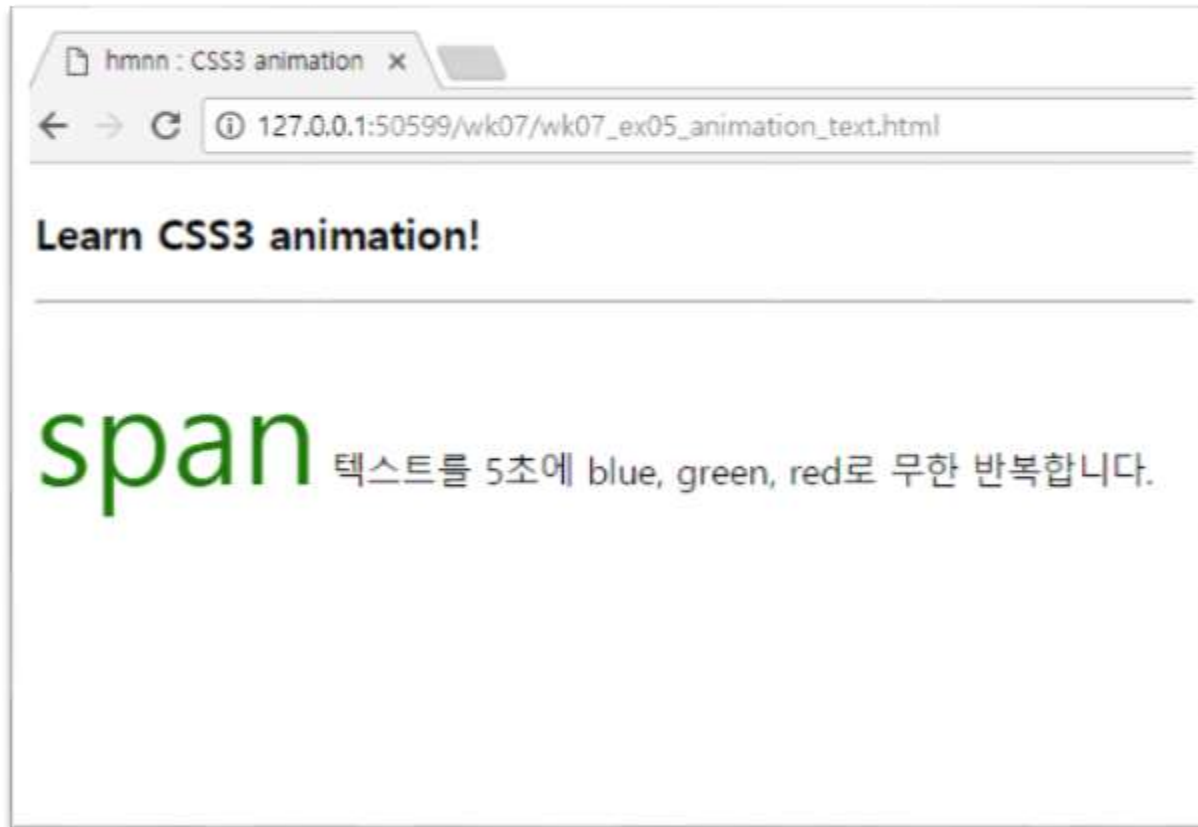 hmnn : CSS3 animation ×
127.0.0.1:50599/wk07/wk07_ex05_animation_text.html
Learn CSS3 animation!
span 텍스트를 5초에 blue, green, red로 무한 반복합니다.